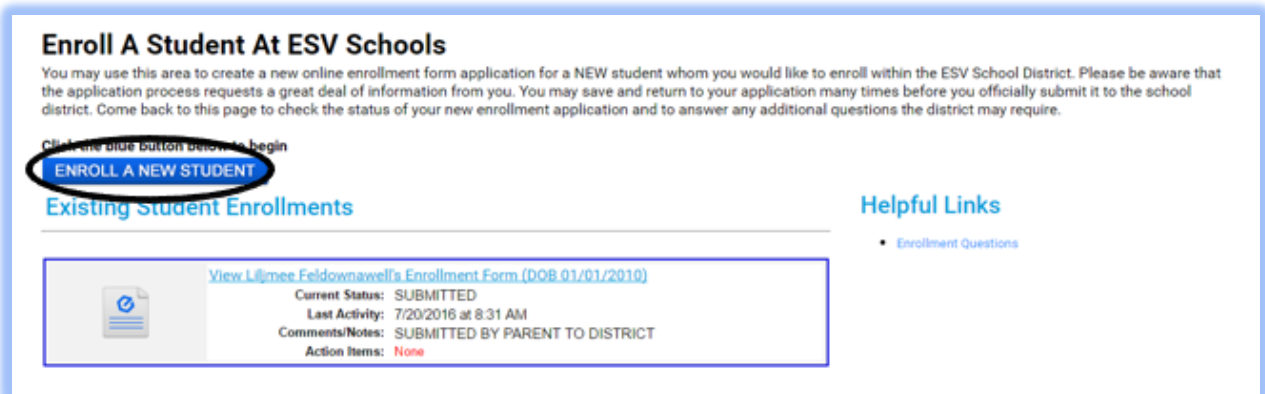 Enroll A Student At ESV Schools
You may use this area to create a new online enrollment form application for a NEW student whom you would like to enroll within the ESV School District. Please be aware that
the application process requests a great deal of information from you. You may save and return to your application many times before you officially submit it to the school
district. Come back to this page to check the status of your new enrollment application and to answer any additional questions the district may require.
Click the blue button below to begin
ENROLL A NEW STUDENT
Existing Student Enrollments
Helpful Links
Enrollment Questions
View Liljmee Feldownawell's Enrollment Form (DOB 01/01/2010)
Current Status: SUBMITTED
Last Activity: 7/20/2016 at 8:31 AM
Comments/Notes: SUBMITTED BY PARENT TO DISTRICT
Action Items: None